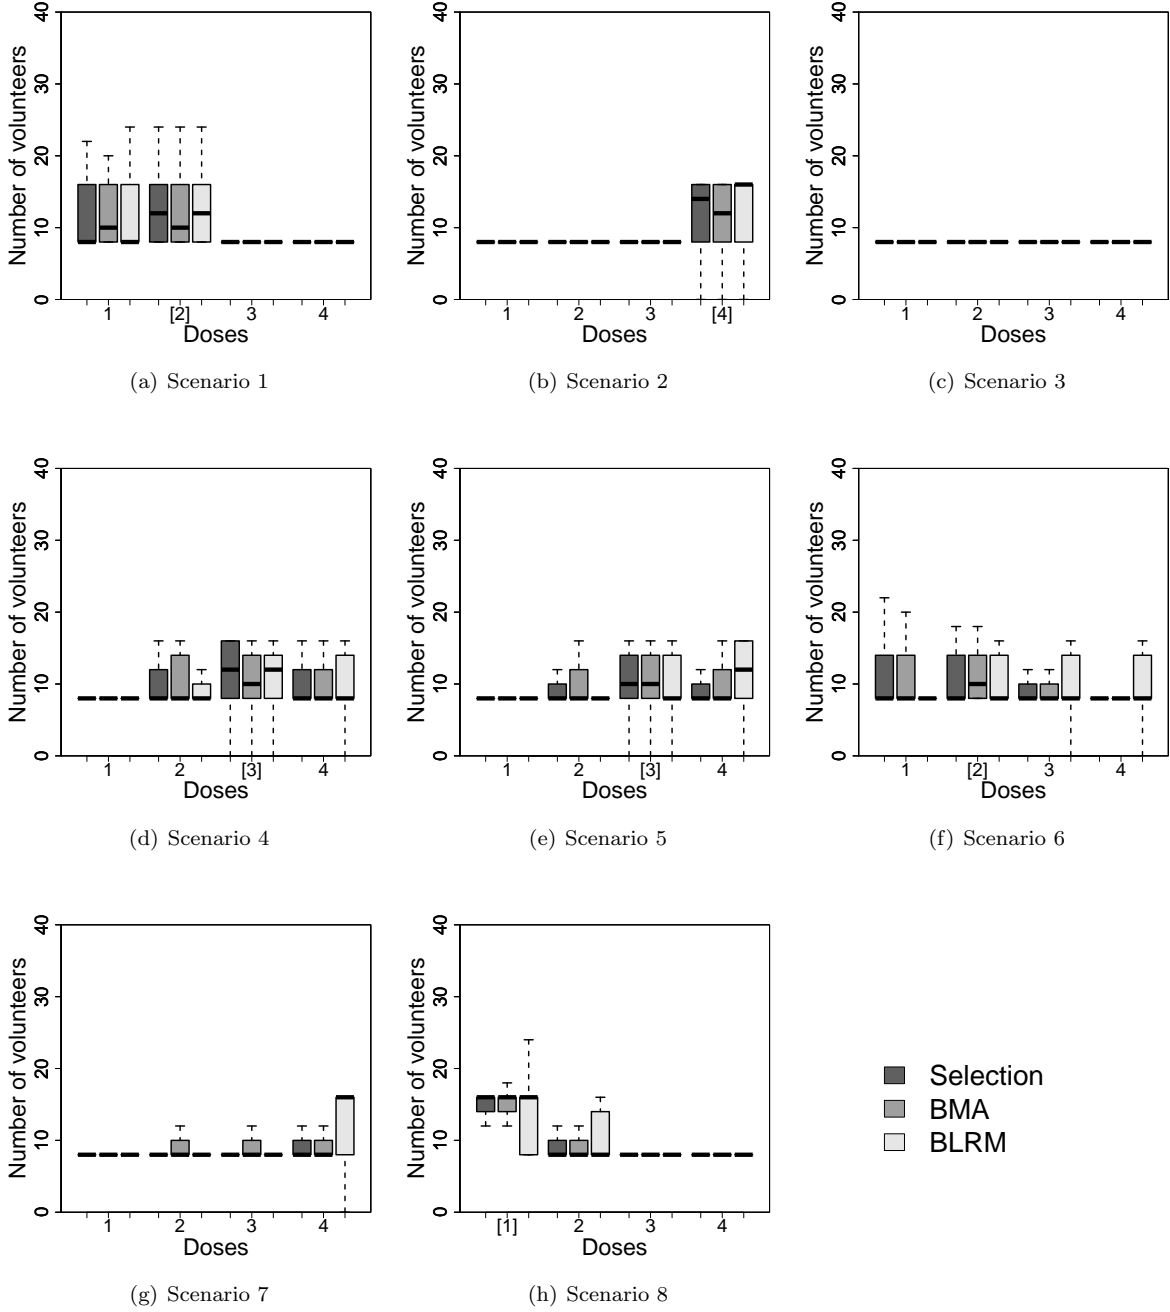 Number of volunteers
40
30
20
10
0
1 [2] 3 4
Doses
(a) Scenario 1
Number of volunteers
40
30
20
10
0
1 2 3 [4]
Doses
(b) Scenario 2
Number of volunteers
40
30
20
10
0
1 2 3 4
Doses
(c) Scenario 3
Number of volunteers
40
30
20
10
0
1 2 [3] 4
Doses
(d) Scenario 4
Number of volunteers
40
30
20
10
0
1 2 [3] 4
Doses
(e) Scenario 5
Number of volunteers
40
30
20
10
0
1 [2] 3 4
Doses
(f) Scenario 6
Number of volunteers
40
30
20
10
0
1 2 3 4
Doses
(g) Scenario 7
Number of volunteers
40
30
20
10
0
[1] 2 3 4
Doses
(h) Scenario 8
Selection
BMA
BLRM